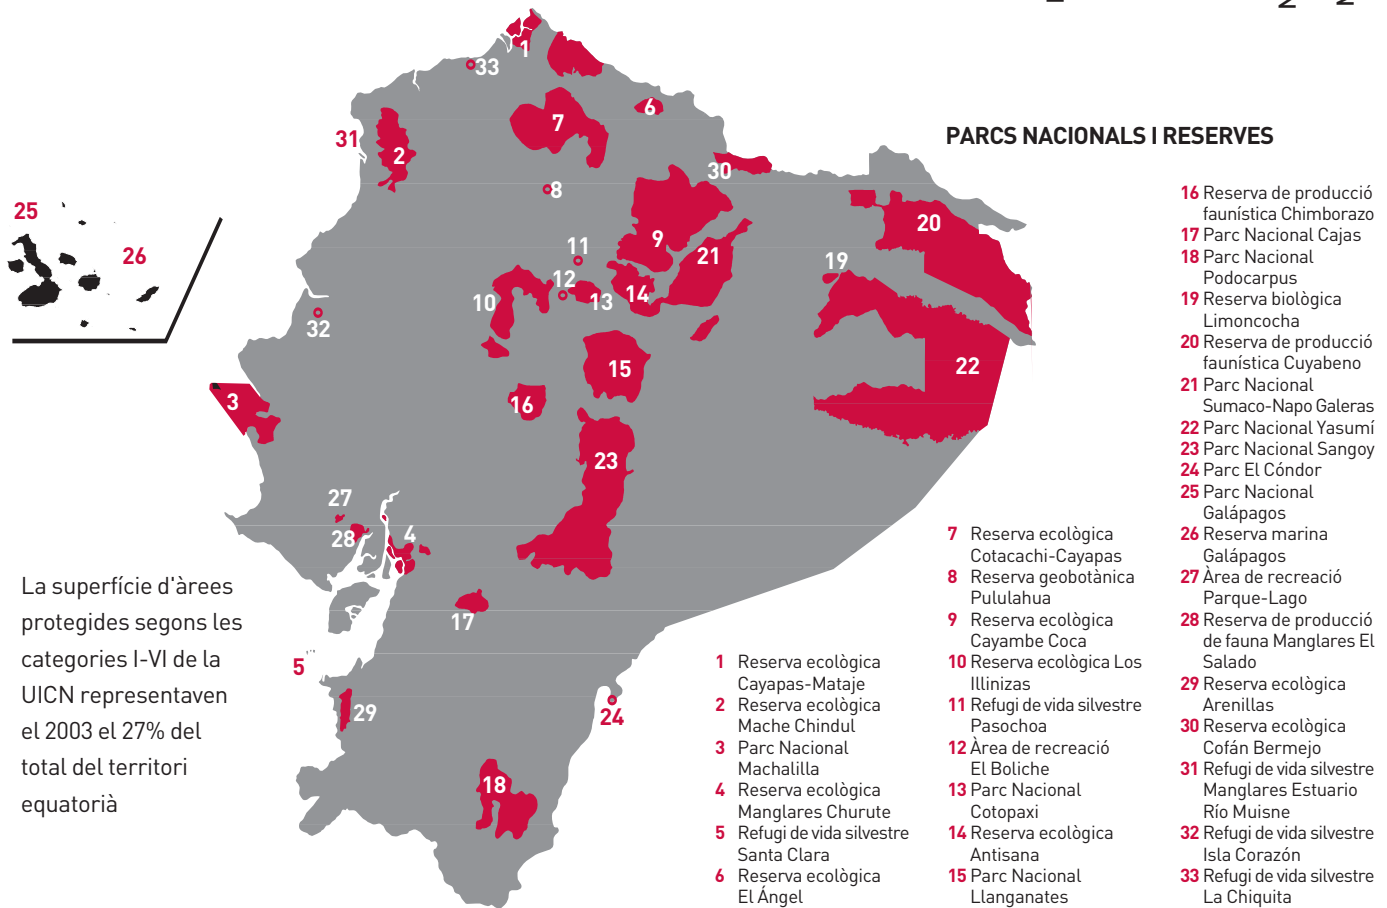 PARCS NACIONALS I RESERVES
1
33
6
7
31
2
30
8
25
26
9
20
11
21
19
12
10
13
14
32
15
22
16
3
23
27
28
4
17
5
29
24
18
La superfície d'àrees
protegides segons les
categories I-VI de la
UICN representaven
el 2003 el 27% del
total del territori
equatorià
1 Reserva ecològica
Cayapas-Mataje
2 Reserva ecològica
Mache Chindul
3 Parc Nacional
Machalilla
4 Reserva ecològica
Manglares Churute
5 Refugi de vida silvestre
Santa Clara
6 Reserva ecològica
El Ángel
7 Reserva ecològica
Cotacachi-Cayapas
8 Reserva geobotànica
Pululahua
9 Reserva ecològica
Cayambe Coca
10 Reserva ecològica Los
Illinizas
11 Refugi de vida silvestre
Pasochoa
12 Àrea de recreació
El Boliche
13 Parc Nacional
Cotopaxi
14 Reserva ecològica
Antisana
15 Parc Nacional
Llanganates
16 Reserva de producció
faunística Chimborazo
17 Parc Nacional Cajas
18 Parc Nacional
Podocarpus
19 Reserva biològica
Limoncocha
20 Reserva de producció
faunística Cuyabeno
21 Parc Nacional
Sumaco-Napo Galeras
22 Parc Nacional Yasumí
23 Parc Nacional Sangoy
24 Parc El Cóndor
25 Parc Nacional
Galápagos
26 Reserva marina
Galápagos
27 Àrea de recreació
Parque-Lago
28 Reserva de producció
de fauna Manglares El
Salado
29 Reserva ecològica
Arenillas
30 Reserva ecològica
Cofán Bermejo
31 Refugi de vida silvestre
Manglares Estuario
Río Muisne
32 Refugi de vida silvestre
Isla Corazón
33 Refugi de vida silvestre
La Chiquita